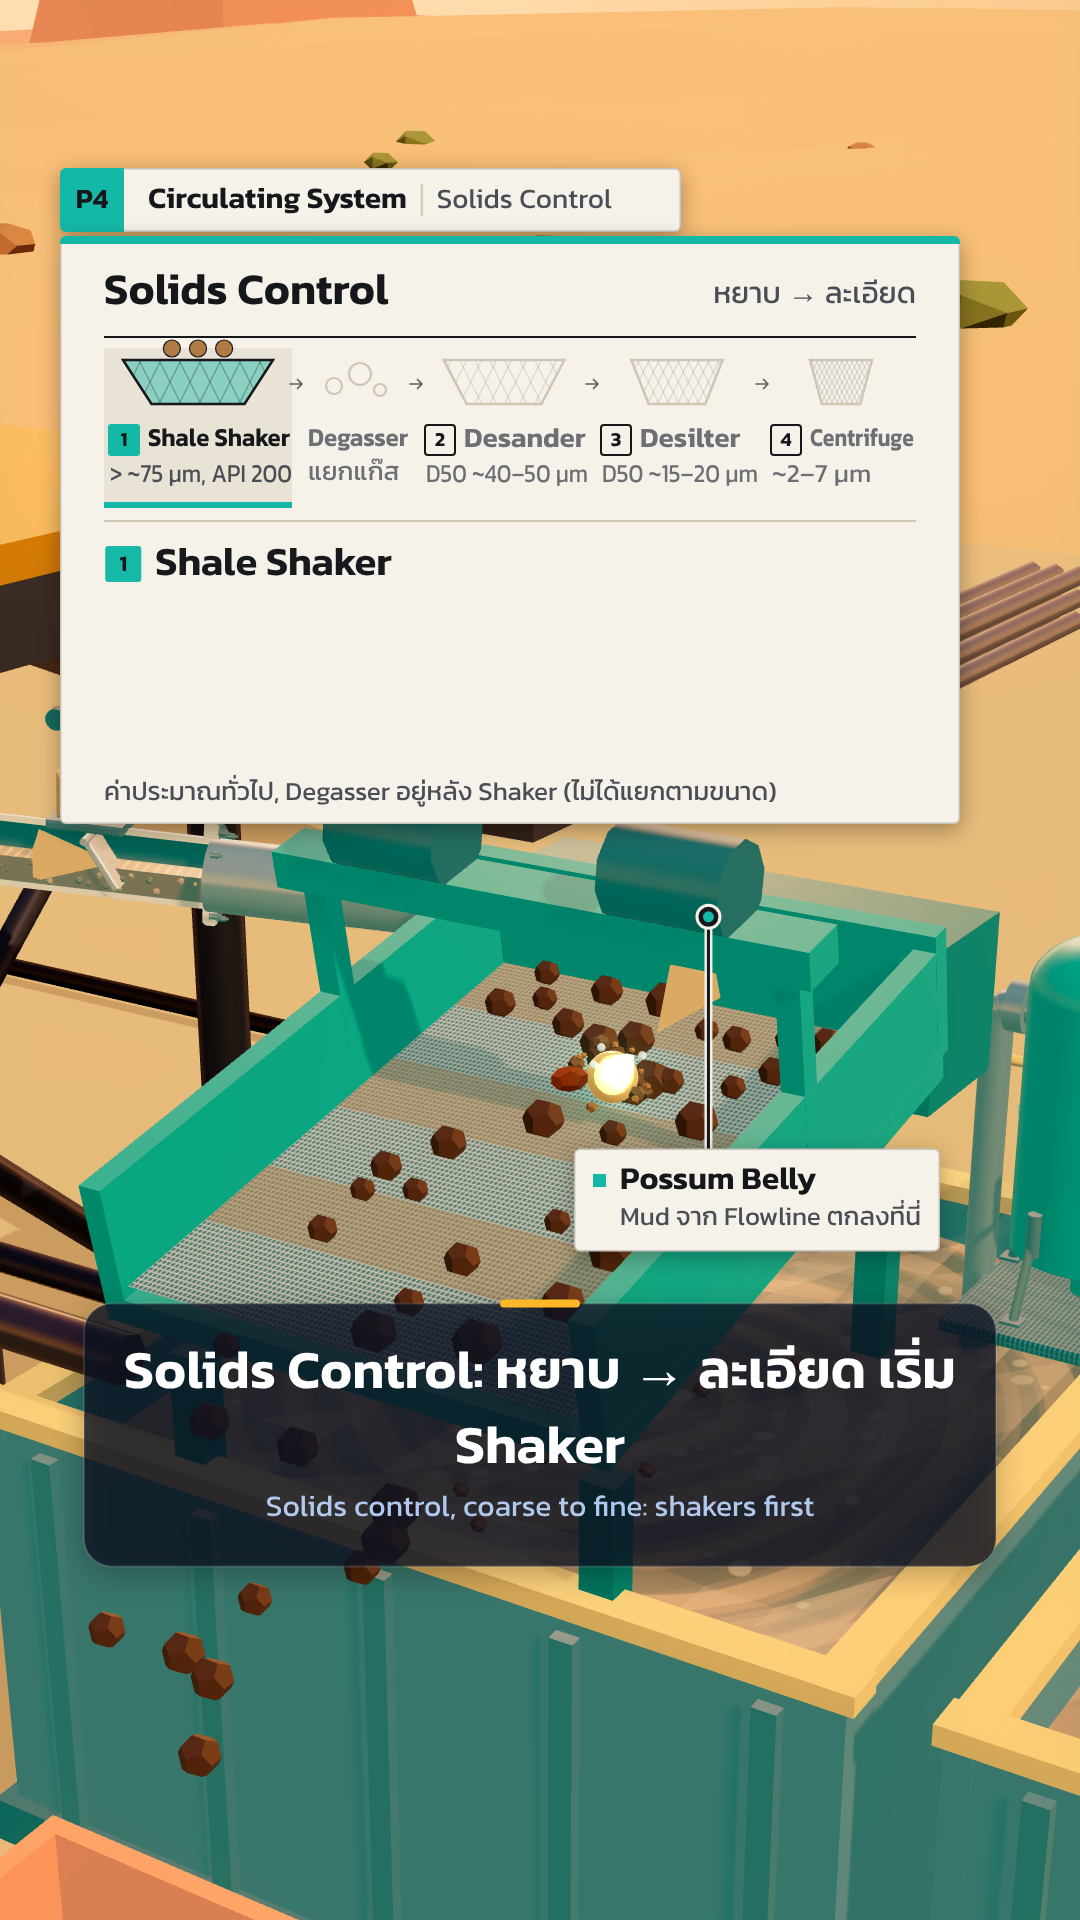 P4 Circulating System | Solids Control
Solids Control
หยาบ → ละเอียด
→ → → →
1 Shale Shaker
> ~75 µm, API 200
Degasser
แยกแก๊ส
2 Desander
D50 ~40–50 µm
3 Desilter
D50 ~15–20 µm
4 Centrifuge
~2–7 µm
1 Shale Shaker
ค่าประมาณทั่วไป, Degasser อยู่หลัง Shaker (ไม่ได้แยกตามขนาด)
Possum Belly
Mud จาก Flowline ตกลงที่นี่
Solids Control: หยาบ → ละเอียด เริ่ม
Shaker
Solids control, coarse to fine: shakers first